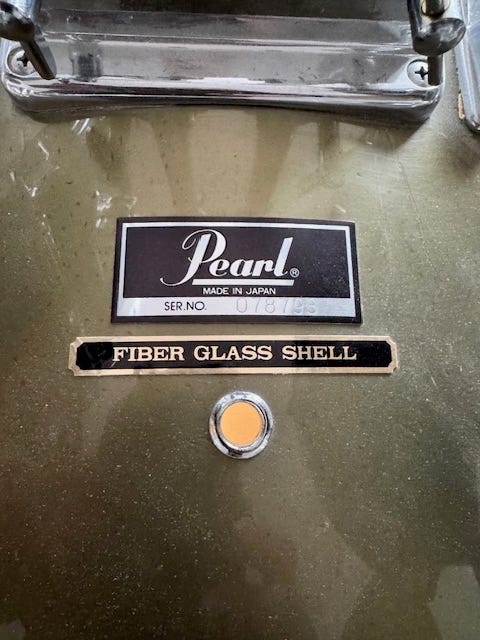 Pearl®
MADE IN JAPAN
SER.NO.
FIBER GLASS SHELL